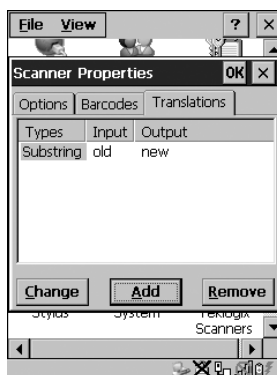 File View ? ×
Scanner Properties OK ×
Options Barcodes Translations
Types Input Output
Substring old new
Change Add Remove
Stylus System Teklogix
Scanners